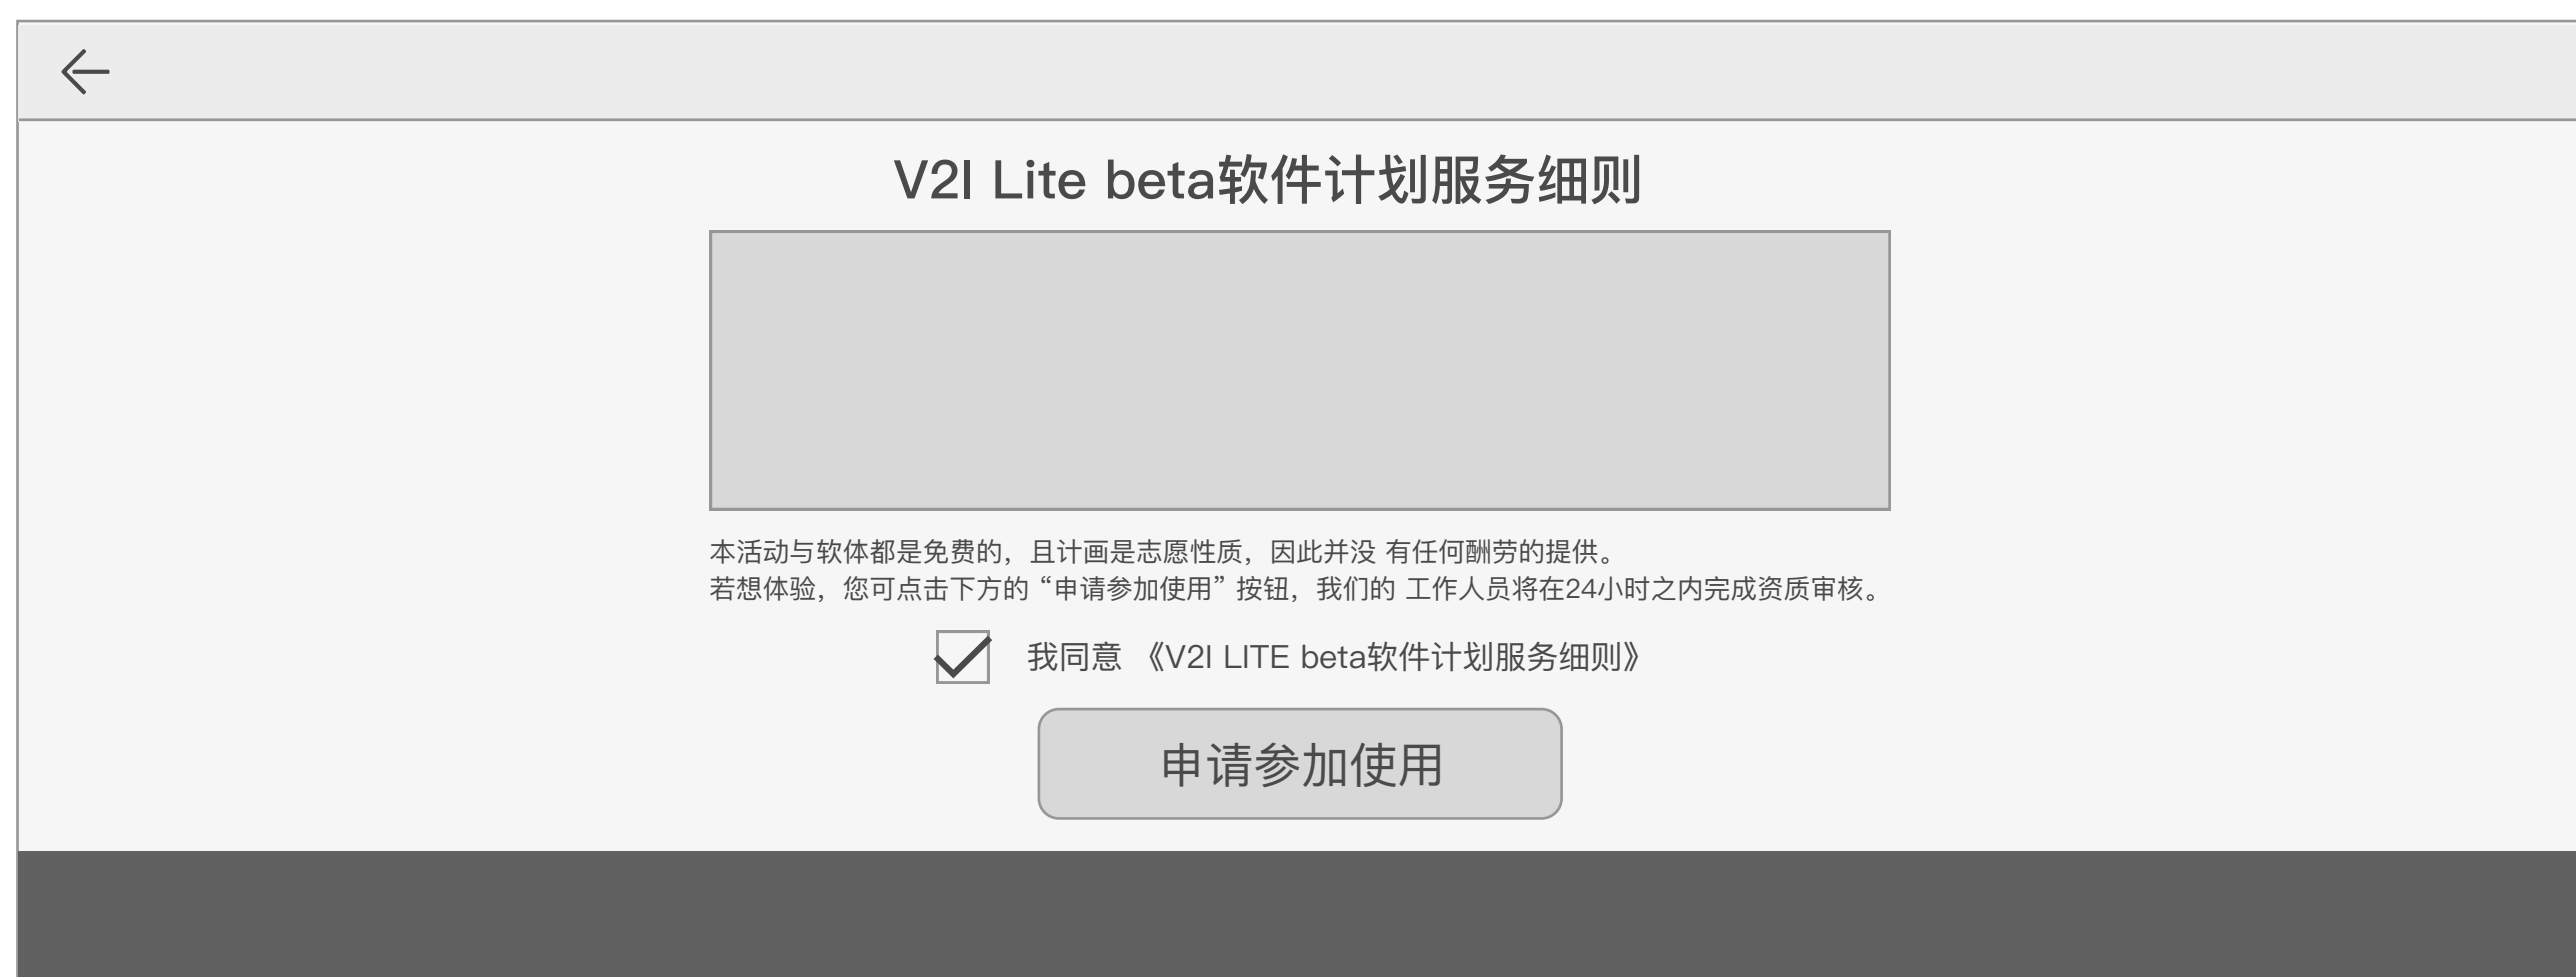 V2I Lite beta软件计划服务细则
本活动与软体都是免费的，且计画是志愿性质，因此并没 有任何酬劳的提供。
若想体验，您可点击下方的“申请参加使用”按钮，我们的 工作人员将在24小时之内完成资质审核。
我同意 《V2I LITE beta软件计划服务细则》
申请参加使用